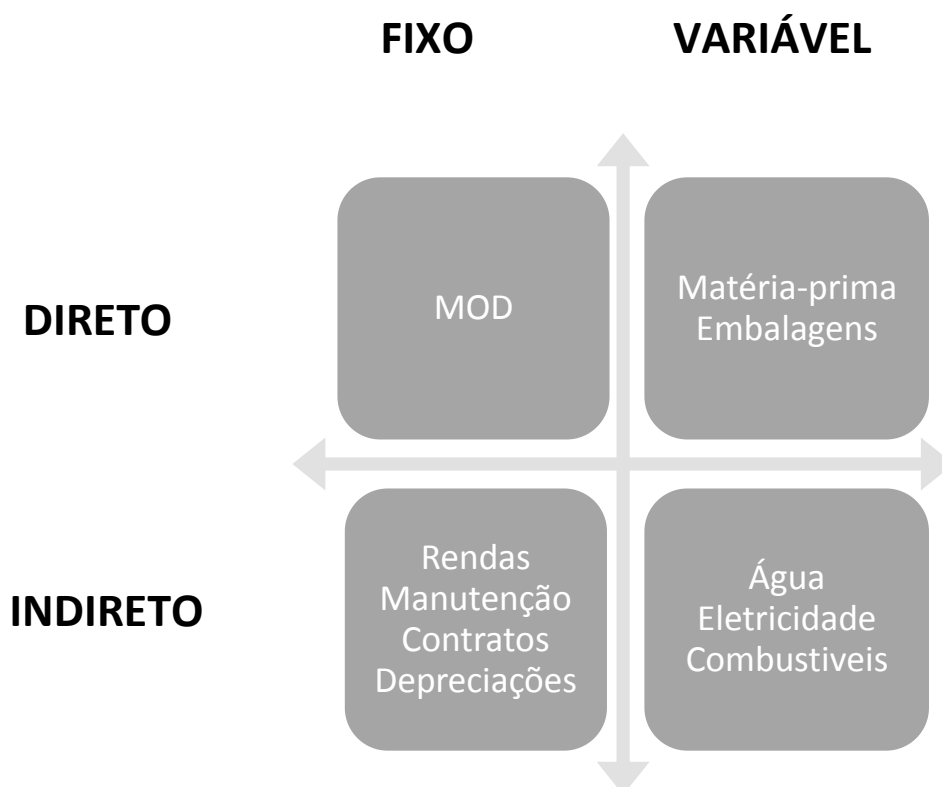 FIXO
VARIÁVEL
DIRETO
MOD
Matéria-prima
Embalagens
INDIRETO
Rendas
Manutenção
Contratos
Depreciações
Água
Eletricidade
Combustiveis